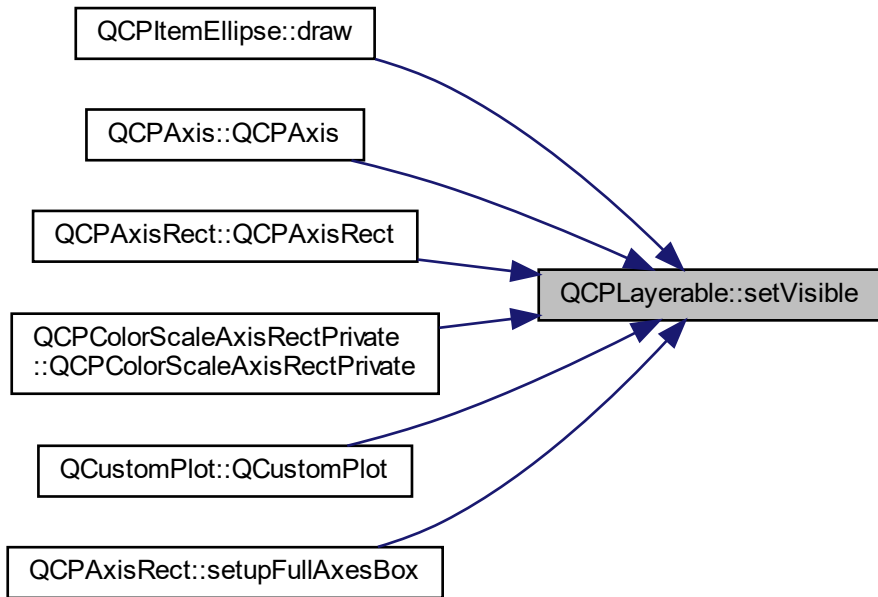 QCPItemEllipse::draw
QCPAxis::QCPAxis
QCPAxisRect::QCPAxisRect
QCPLayerable::setVisible
QCPColorScaleAxisRectPrivate
::QCPColorScaleAxisRectPrivate
QCustomPlot::QCustomPlot
QCPAxisRect::setupFullAxesBox